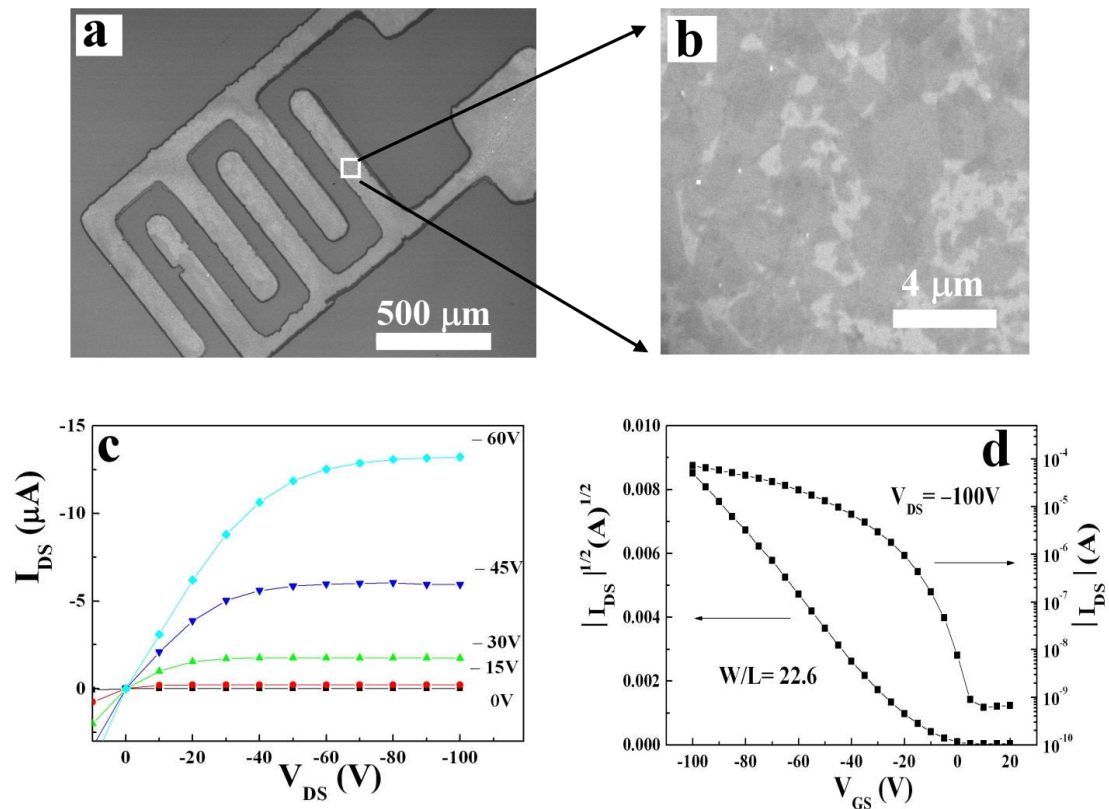 a
500 μm
b
4 μm
c
-15
-10
-5
0
I_DS (μA)
– 60V
– 45V
– 30V
– 15V
0V
-0 -20 -40 -60 -80 -100
V_DS (V)
d
0.010
0.008
0.006
0.004
0.002
0.000
| I_DS |^1/2 (A)^1/2
V_DS= –100V
W/L= 22.6
10^-4
10^-5
10^-6
10^-7
10^-8
10^-9
10^-10
| I_DS | (A)
-100 -80 -60 -40 -20 0 20
V_GS (V)